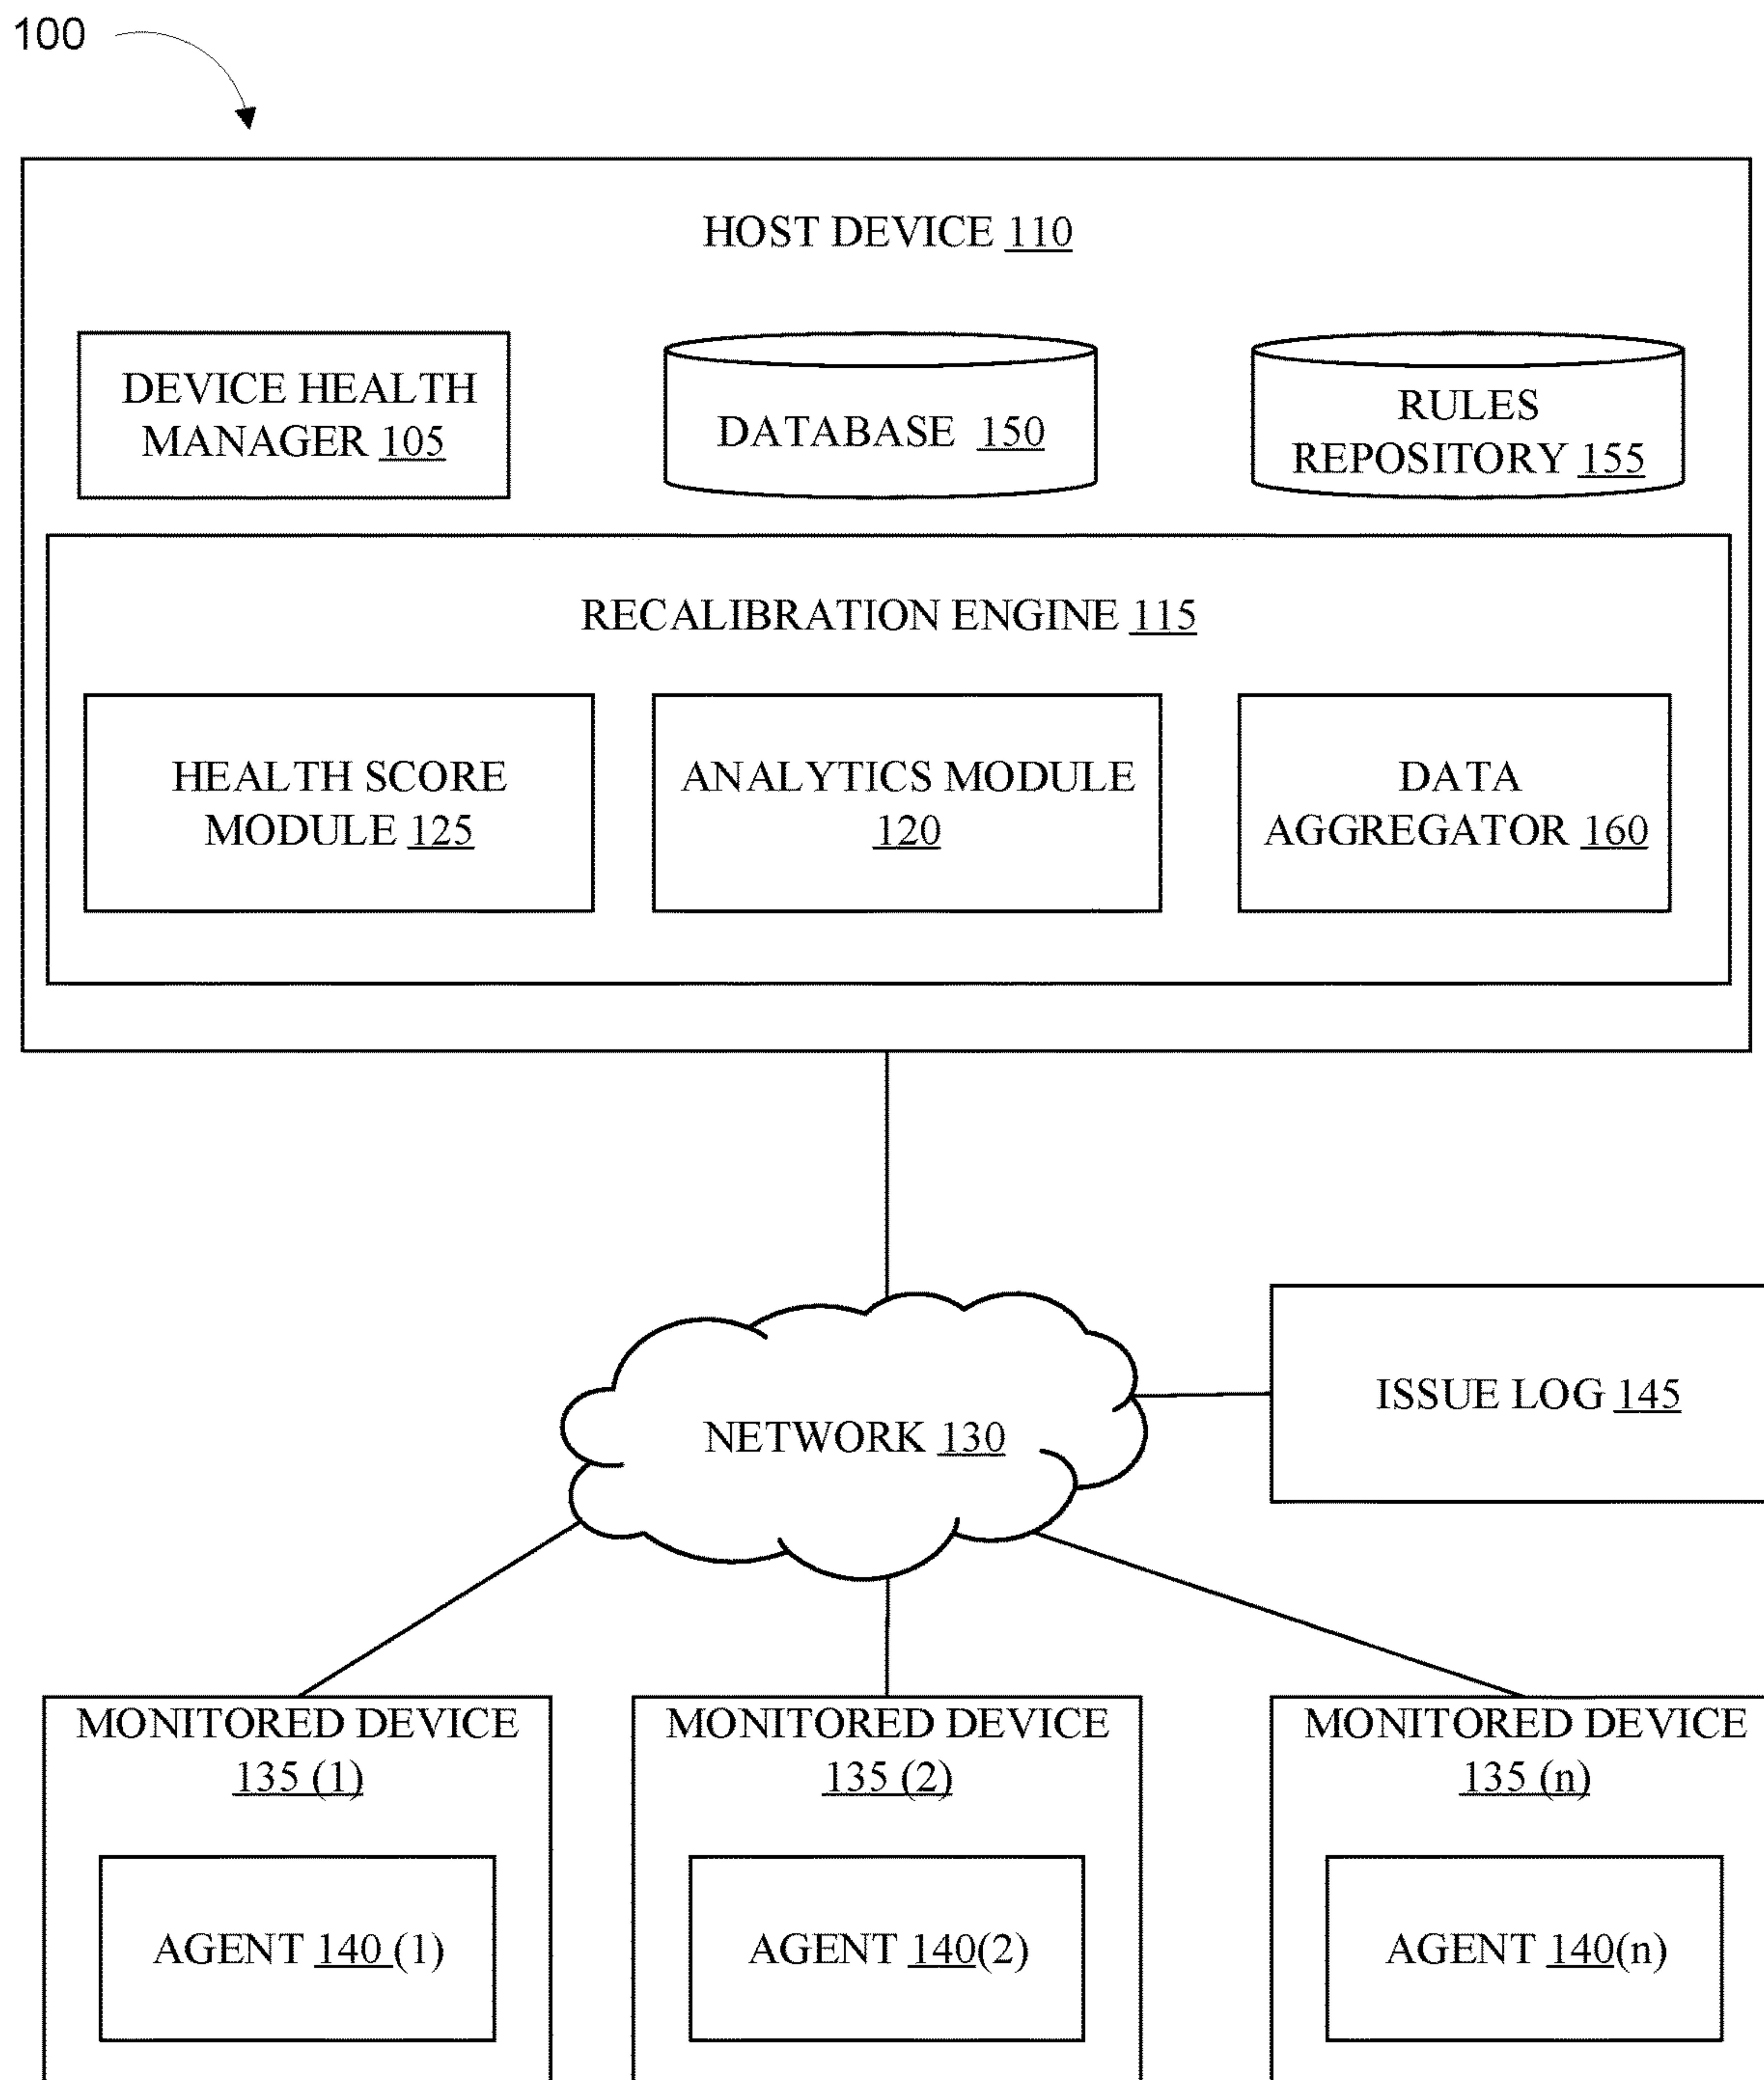 100
HOST DEVICE 110
DEVICE HEALTH
MANAGER 105
DATABASE 150
RULES
REPOSITORY 155
RECALIBRATION ENGINE 115
HEALTH SCORE
MODULE 125
ANALYTICS MODULE
120
DATA
AGGREGATOR 160
NETWORK 130
ISSUE LOG 145
MONITORED DEVICE
135 (1)
AGENT 140 (1)
MONITORED DEVICE
135 (2)
AGENT 140(2)
MONITORED DEVICE
135 (n)
AGENT 140(n)